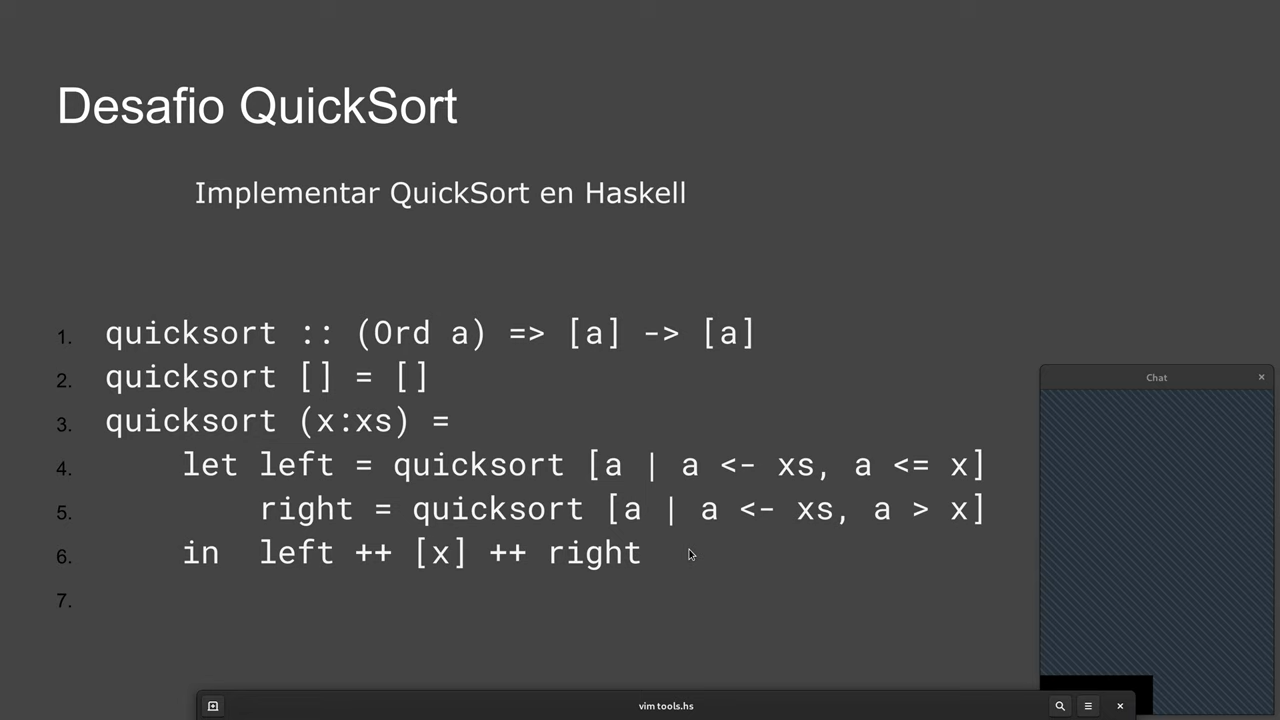 Desafio QuickSort
Implementar QuickSort en Haskell
1. quicksort :: (Ord a) => [a] -> [a]
2. quicksort [] = []
3. quicksort (x:xs) =
4. let left = quicksort [a | a <- xs, a <= x]
5. right = quicksort [a | a <- xs, a > x]
6. in left ++ [x] ++ right
7.
Chat
vim tools.hs